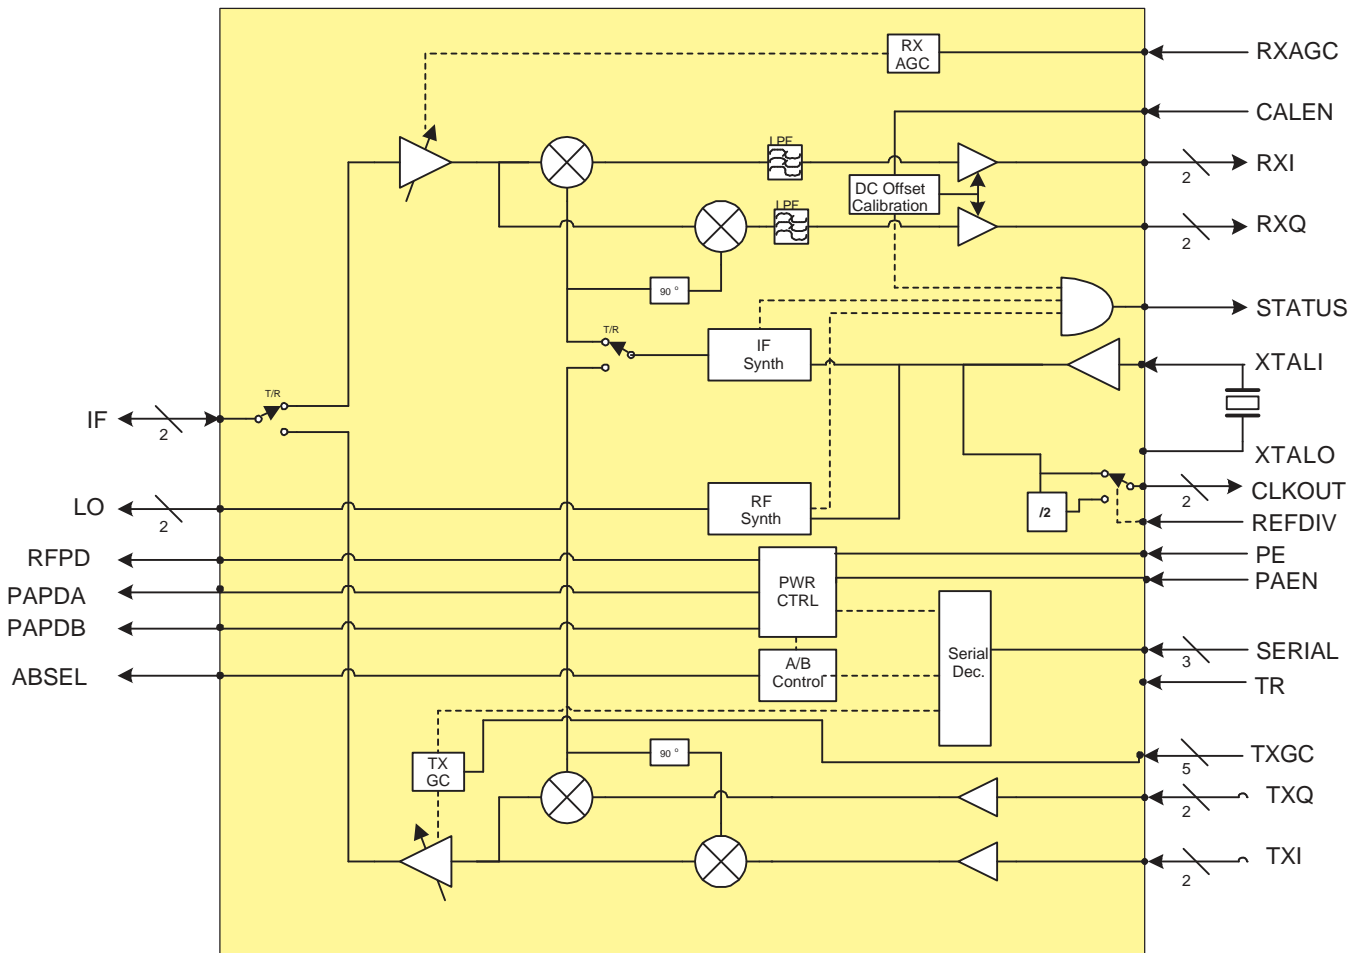 RX
AGC
RXAGC
CALEN
LPF
RXI
2
DC Offset
Calibration
LPF
RXQ
2
90 °
STATUS
T/R
IF
Synth
XTALI
T/R
IF
2
XTALO
CLKOUT
2
LO
2
RF
Synth
/2
REFDIV
RFPD
PE
PAPDA
PWR
CTRL
PAEN
PAPDB
Serial
Dec.
SERIAL
3
ABSEL
A/B
Control
TR
90 °
TX
GC
TXGC
5
TXQ
2
TXI
2